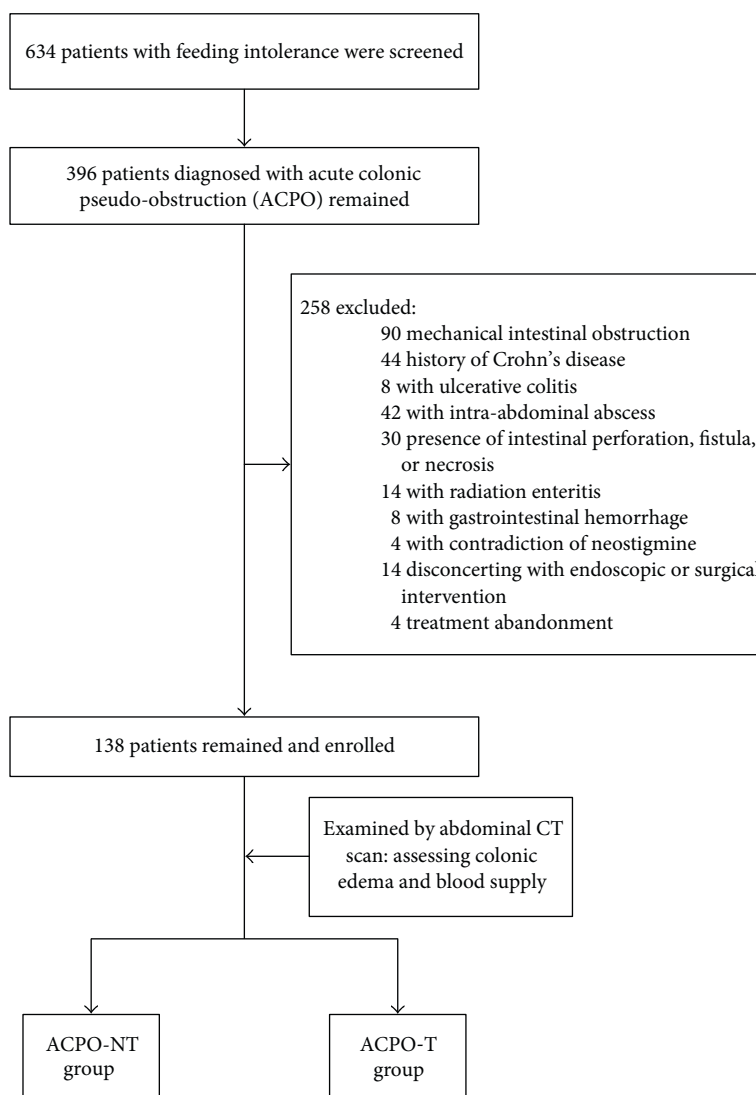 634 patients with feeding intolerance were screened
396 patients diagnosed with acute colonic
pseudo-obstruction (ACPO) remained
258 excluded:
90 mechanical intestinal obstruction
44 history of Crohn's disease
8 with ulcerative colitis
42 with intra-abdominal abscess
30 presence of intestinal perforation, fistula,
or necrosis
14 with radiation enteritis
8 with gastrointestinal hemorrhage
4 with contradiction of neostigmine
14 disconcerting with endoscopic or surgical
intervention
4 treatment abandonment
138 patients remained and enrolled
Examined by abdominal CT
scan: assessing colonic
edema and blood supply
ACPO-NT
group
ACPO-T
group